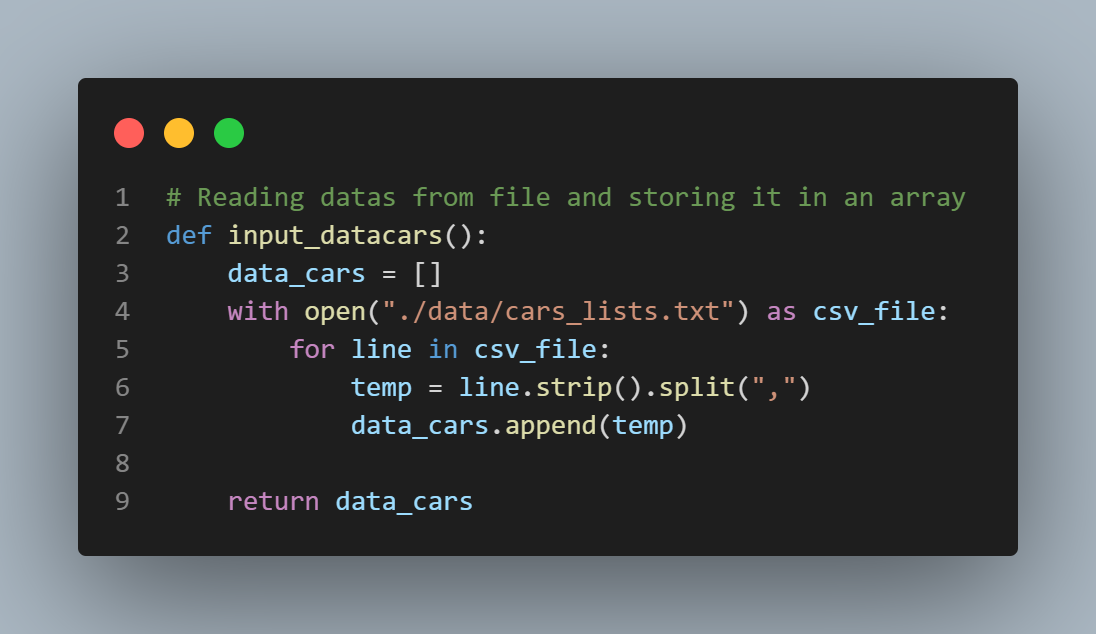 1 # Reading datas from file and storing it in an array
2 def input_datacars():
3     data_cars = []
4     with open("./data/cars_lists.txt") as csv_file:
5         for line in csv_file:
6             temp = line.strip().split(",")
7             data_cars.append(temp)
8
9     return data_cars